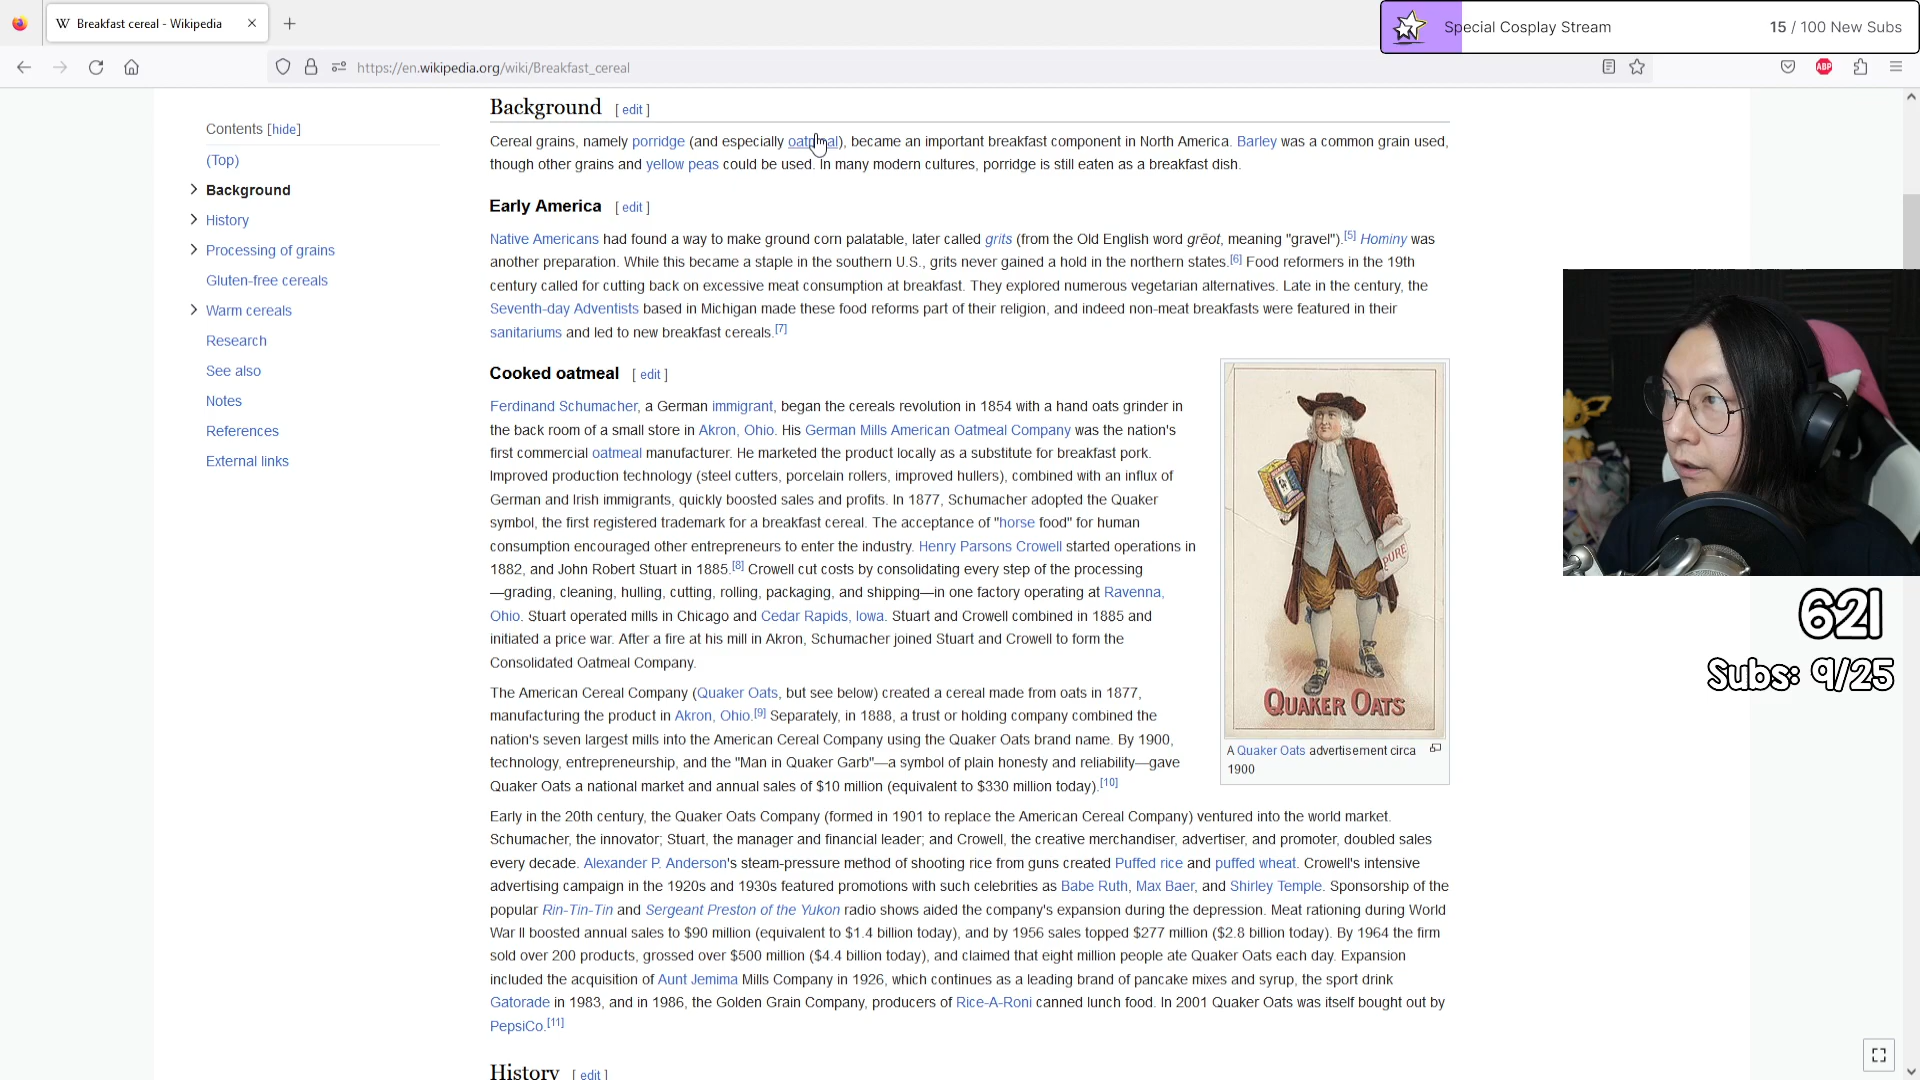 W Breakfast cereal - Wikipedia
Special Cosplay Stream
15 / 100 New Subs
https://en.wikipedia.org/wiki/Breakfast_cereal
ABP
Contents [hide]
(Top)
Background
History
Processing of grains
Gluten-free cereals
Warm cereals
Research
See also
Notes
References
External links
Background [ edit ]
Cereal grains, namely porridge (and especially oatmeal), became an important breakfast component in North America. Barley was a common grain used,
though other grains and yellow peas could be used. In many modern cultures, porridge is still eaten as a breakfast dish.
Early America [ edit ]
Native Americans had found a way to make ground corn palatable, later called grits (from the Old English word grēot, meaning "gravel").[5] Hominy was
another preparation. While this became a staple in the southern U.S., grits never gained a hold in the northern states.[6] Food reformers in the 19th
century called for cutting back on excessive meat consumption at breakfast. They explored numerous vegetarian alternatives. Late in the century, the
Seventh-day Adventists based in Michigan made these food reforms part of their religion, and indeed non-meat breakfasts were featured in their
sanitariums and led to new breakfast cereals.[7]
Cooked oatmeal [ edit ]
Ferdinand Schumacher, a German immigrant, began the cereals revolution in 1854 with a hand oats grinder in
the back room of a small store in Akron, Ohio. His German Mills American Oatmeal Company was the nation's
first commercial oatmeal manufacturer. He marketed the product locally as a substitute for breakfast pork.
Improved production technology (steel cutters, porcelain rollers, improved hullers), combined with an influx of
German and Irish immigrants, quickly boosted sales and profits. In 1877, Schumacher adopted the Quaker
symbol, the first registered trademark for a breakfast cereal. The acceptance of "horse food" for human
consumption encouraged other entrepreneurs to enter the industry. Henry Parsons Crowell started operations in
1882, and John Robert Stuart in 1885.[8] Crowell cut costs by consolidating every step of the processing
—grading, cleaning, hulling, cutting, rolling, packaging, and shipping—in one factory operating at Ravenna,
Ohio. Stuart operated mills in Chicago and Cedar Rapids, Iowa. Stuart and Crowell combined in 1885 and
initiated a price war. After a fire at his mill in Akron, Schumacher joined Stuart and Crowell to form the
Consolidated Oatmeal Company.
The American Cereal Company (Quaker Oats, but see below) created a cereal made from oats in 1877,
manufacturing the product in Akron, Ohio.[9] Separately, in 1888, a trust or holding company combined the
nation's seven largest mills into the American Cereal Company using the Quaker Oats brand name. By 1900,
technology, entrepreneurship, and the "Man in Quaker Garb"—a symbol of plain honesty and reliability—gave
Quaker Oats a national market and annual sales of $10 million (equivalent to $330 million today).[10]
PURE
QUAKER OATS
A Quaker Oats advertisement circa
1900
Early in the 20th century, the Quaker Oats Company (formed in 1901 to replace the American Cereal Company) ventured into the world market.
Schumacher, the innovator; Stuart, the manager and financial leader; and Crowell, the creative merchandiser, advertiser, and promoter, doubled sales
every decade. Alexander P. Anderson's steam-pressure method of shooting rice from guns created Puffed rice and puffed wheat. Crowell's intensive
advertising campaign in the 1920s and 1930s featured promotions with such celebrities as Babe Ruth, Max Baer, and Shirley Temple. Sponsorship of the
popular Rin-Tin-Tin and Sergeant Preston of the Yukon radio shows aided the company's expansion during the depression. Meat rationing during World
War II boosted annual sales to $90 million (equivalent to $1.4 billion today), and by 1956 sales topped $277 million ($2.8 billion today). By 1964 the firm
sold over 200 products, grossed over $500 million ($4.4 billion today), and claimed that eight million people ate Quaker Oats each day. Expansion
included the acquisition of Aunt Jemima Mills Company in 1926, which continues as a leading brand of pancake mixes and syrup, the sport drink
Gatorade in 1983, and in 1986, the Golden Grain Company, producers of Rice-A-Roni canned lunch food. In 2001 Quaker Oats was itself bought out by
PepsiCo.[11]
History [ edit ]
621
Subs: 9/25